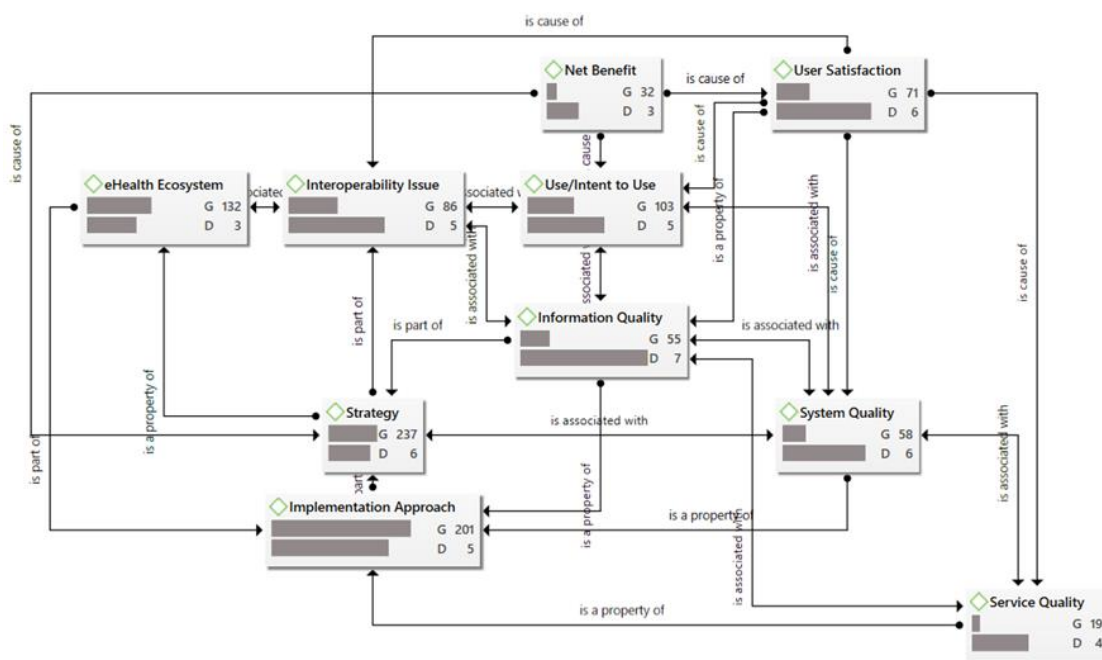 is cause of
Net Benefit
G 32
D 3
is cause of
User Satisfaction
G 71
D 6
is cause of
is cause of
cause
is cause of
eHealth Ecosystem
G 132
D 3
Interoperability Issue
G 86
D 5
Use/Intent to Use
G 103
D 5
is a property of
is associated with
is cause of
is associated with
Information Quality
G 55
D 7
is part of
is part of
is associated with
is a property of
is part of
Strategy
G 237
D 6
is associated with
System Quality
G 58
D 6
is associated with
part
Implementation Approach
G 201
D 5
is a property of
is a property of
is associated with
is a property of
Service Quality
G 19
D 4